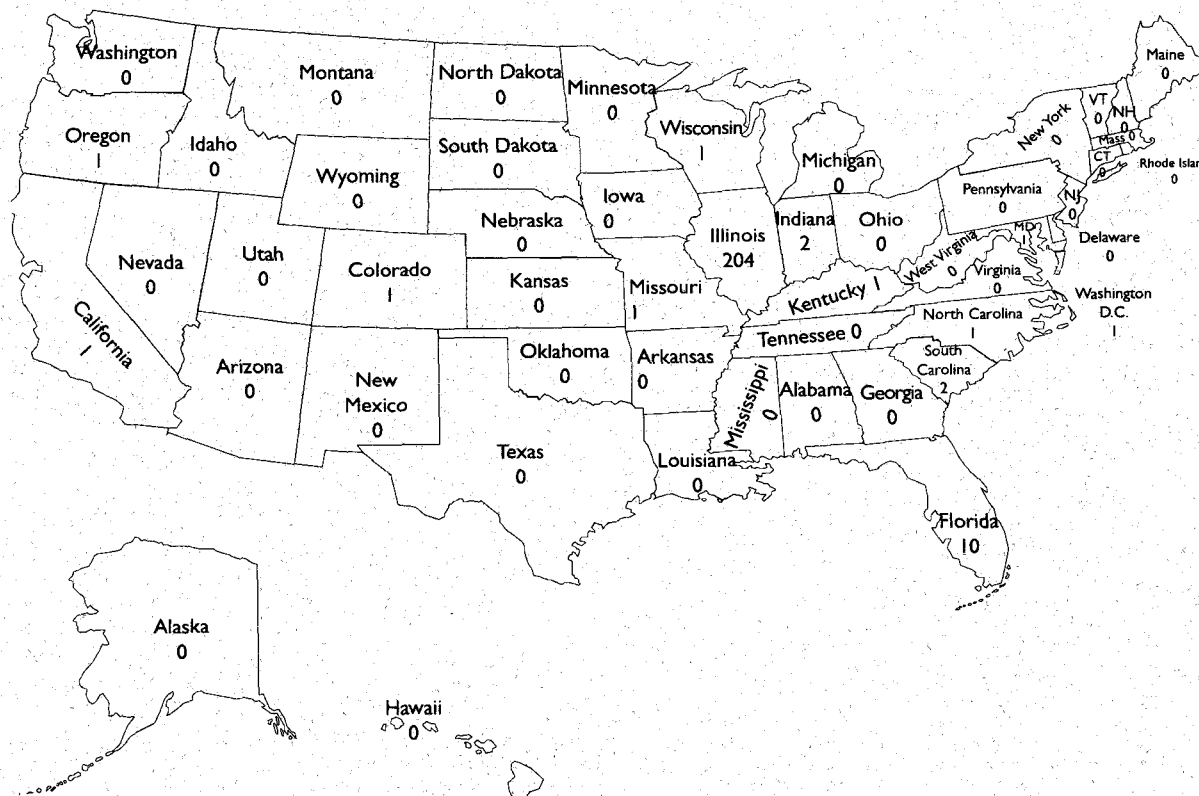 Washington
0
Oregon
1
California
1
Nevada
0
Idaho
0
Montana
0
Wyoming
0
Utah
0
Arizona
0
Colorado
1
New
Mexico
0
North Dakota
0
South Dakota
0
Nebraska
0
Kansas
0
Oklahoma
0
Texas
0
Minnesota
0
Iowa
0
Missouri
1
Arkansas
0
Louisiana
0
Wisconsin
1
Illinois
204
Michigan
0
Indiana
2
Ohio
0
Kentucky 1
Tennessee 0
Mississippi
0
Alabama
0
Georgia
0
Florida
10
South
Carolina
2
North Carolina
1
Virginia
0
West Virginia
0
MD
1
Washington
D.C.
1
Delaware
0
Pennsylvania
0
NJ
0
New York
0
CT
0
Rhode Islan
0
Mass 0
VT
0
NH
0
Maine
0
Alaska
0
Hawaii
0